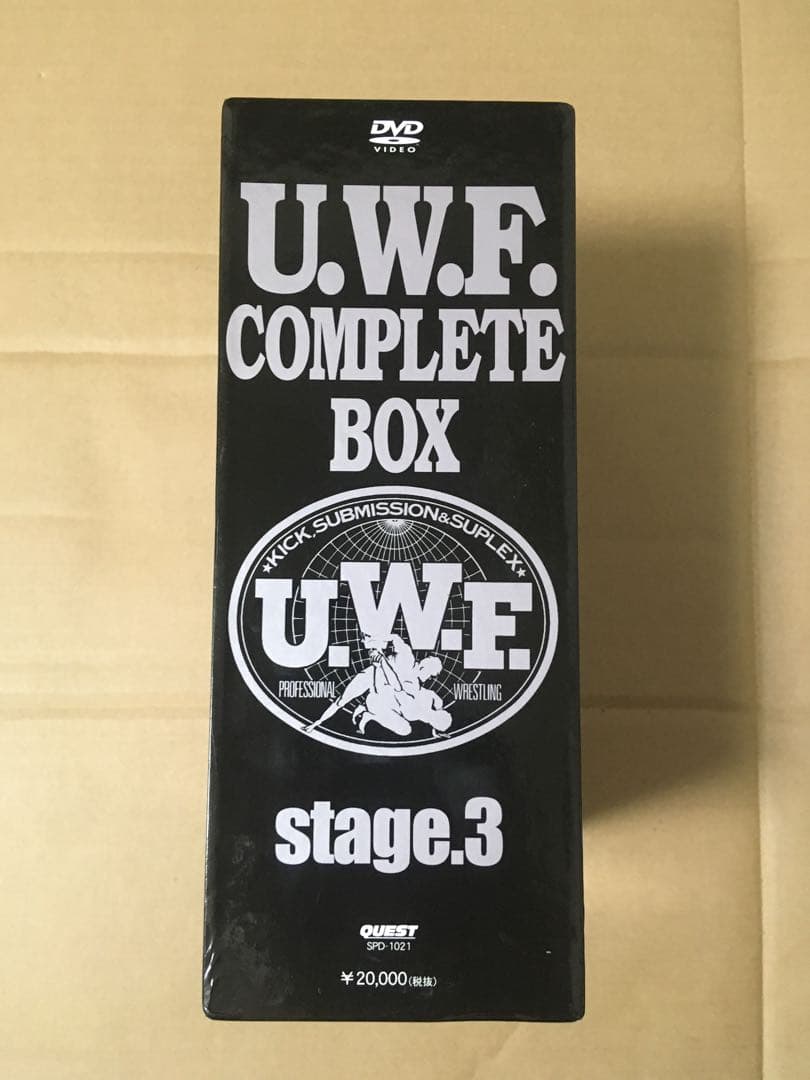 DVD
VIDEO
U.W.F.
COMPLETE
BOX
★KICK, SUBMISSION&SUPLEX★
U.W.F.
PROFESSIONAL WRESTLING
stage.3
QUEST
SPD-1021
¥20,000(税抜)